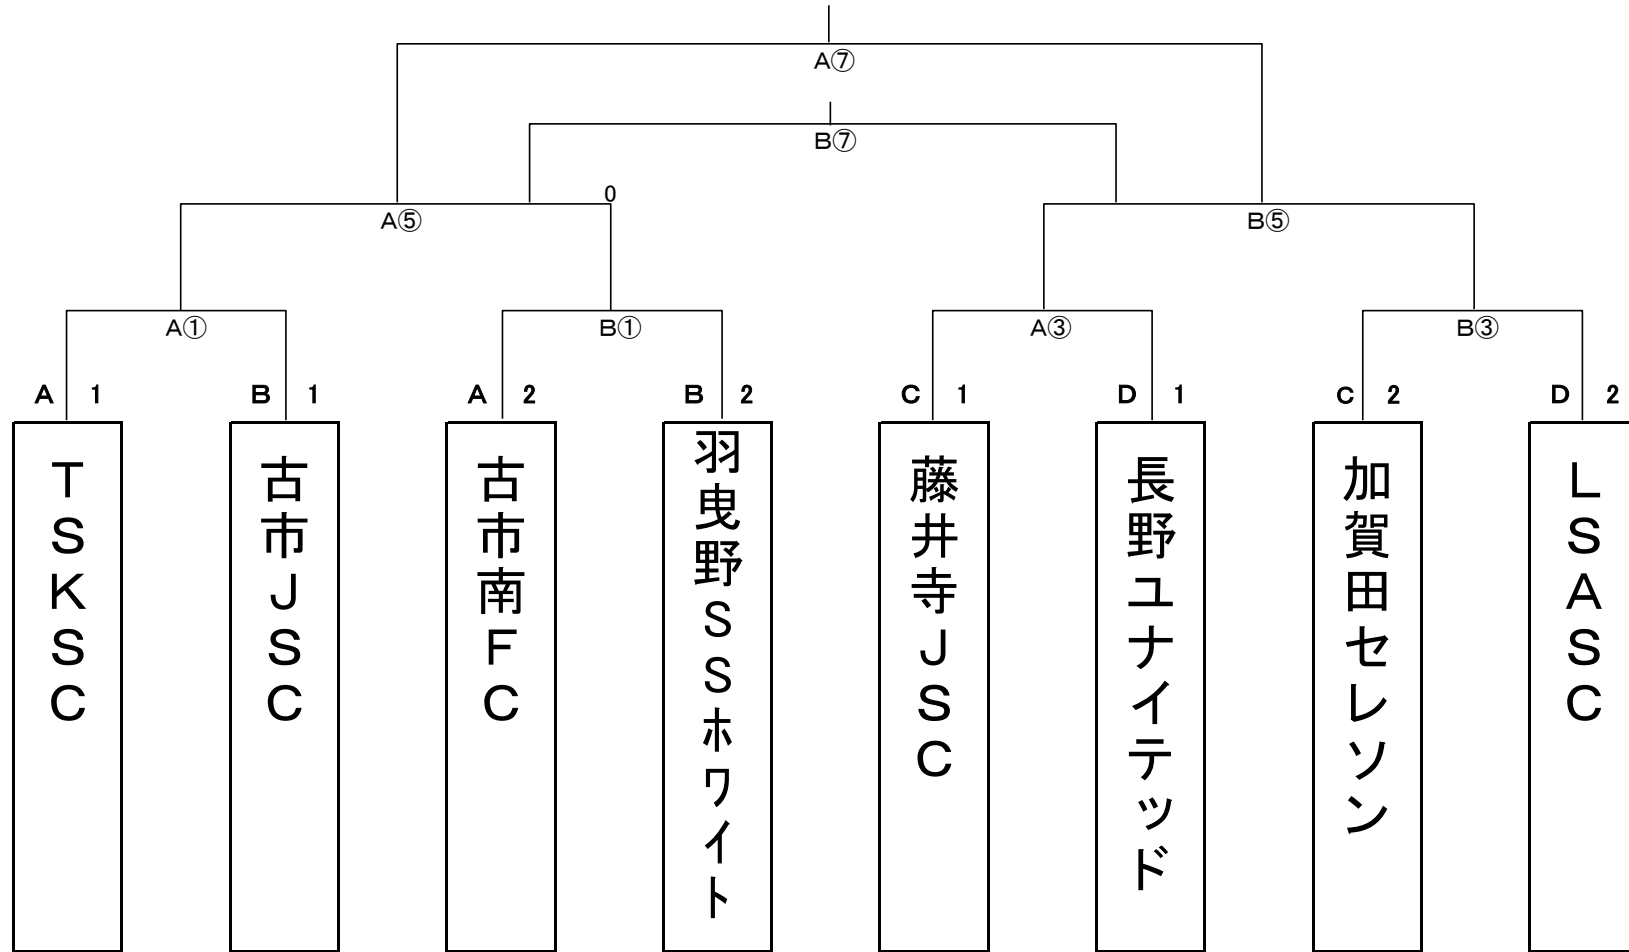 A⑦
B⑦
0
A⑤
B⑤
A①
B①
A③
B③
A 1
B 1
A 2
B 2
C 1
D 1
C 2
D 2
TSKSC
古市JSC
古市南FC
羽曳野SSホワイト
藤井寺JSC
長野ユナイテッド
加賀田セレソン
LSASC